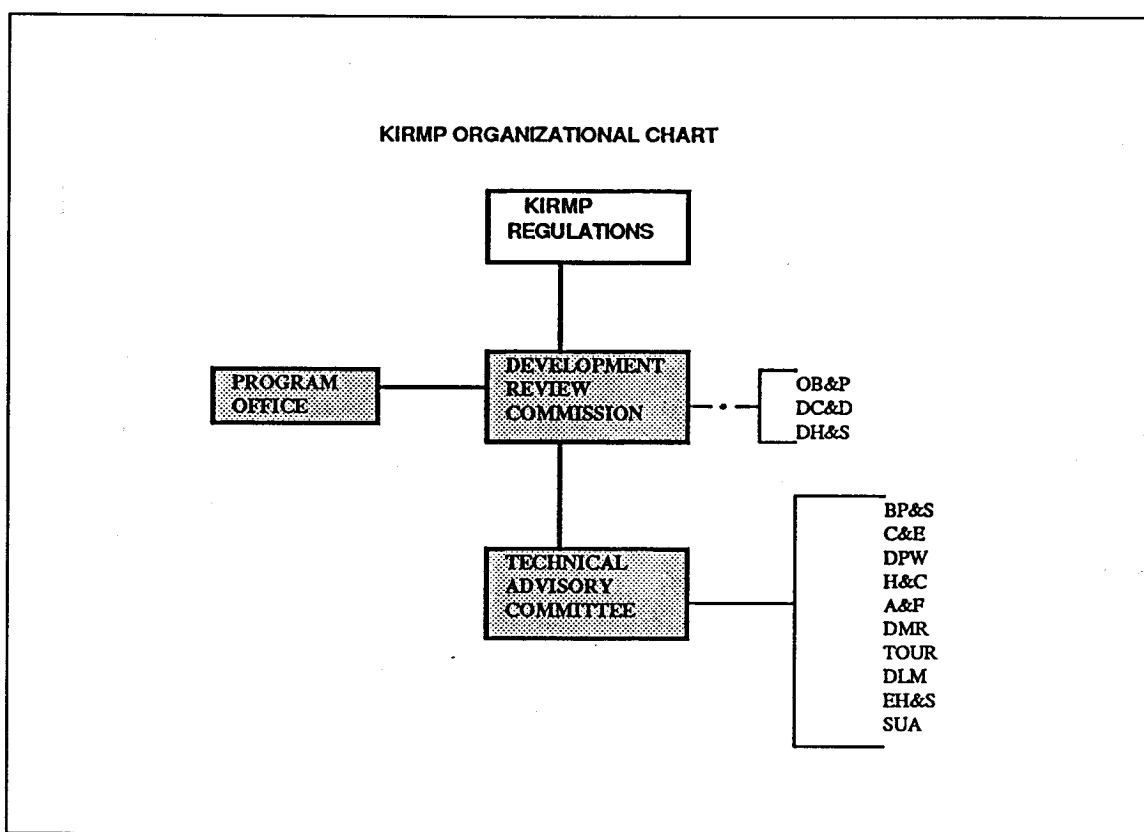 KIRMP ORGANIZATIONAL CHART
KIRMP
REGULATIONS
PROGRAM
OFFICE
DEVELOPMENT
REVIEW
COMMISSION
OB&P
DC&D
DH&S
TECHNICAL
ADVISORY
COMMITTEE
BP&S
C&E
DPW
H&C
A&F
DMR
TOUR
DLM
EH&S
SUA